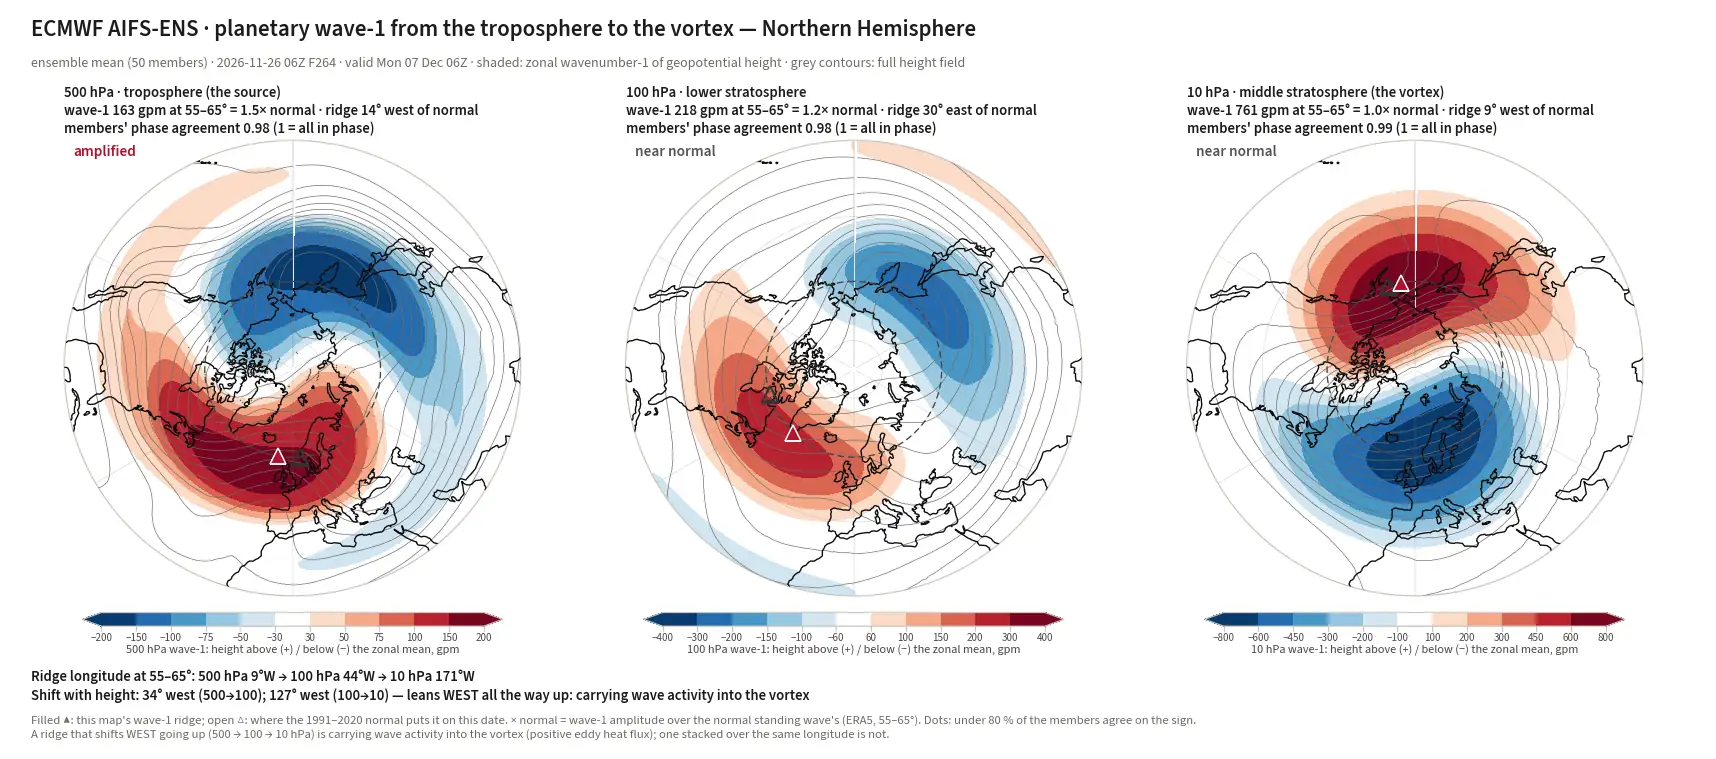 ECMWF AIFS-ENS · planetary wave-1 from the troposphere to the vortex — Northern Hemisphere
ensemble mean (50 members) · 2026-11-26 06Z F264 · valid Mon 07 Dec 06Z · shaded: zonal wavenumber-1 of geopotential height · grey contours: full height field
500 hPa · troposphere (the source)
wave-1 163 gpm at 55–65° = 1.5× normal · ridge 14° west of normal
members' phase agreement 0.98 (1 = all in phase)
amplified
100 hPa · lower stratosphere
wave-1 218 gpm at 55–65° = 1.2× normal · ridge 30° east of normal
members' phase agreement 0.98 (1 = all in phase)
near normal
10 hPa · middle stratosphere (the vortex)
wave-1 761 gpm at 55–65° = 1.0× normal · ridge 9° west of normal
members' phase agreement 0.99 (1 = all in phase)
near normal
−200 −150 −100 −75 −50 −30 30 50 75 100 150 200
500 hPa wave-1: height above (+) / below (−) the zonal mean, gpm
−400 −300 −200 −150 −100 −60 60 100 150 200 300 400
100 hPa wave-1: height above (+) / below (−) the zonal mean, gpm
−800 −600 −450 −300 −200 −100 100 200 300 450 600 800
10 hPa wave-1: height above (+) / below (−) the zonal mean, gpm
Ridge longitude at 55–65°: 500 hPa 9°W → 100 hPa 44°W → 10 hPa 171°W
Shift with height: 34° west (500→100); 127° west (100→10) — leans WEST all the way up: carrying wave activity into the vortex
Filled ▲: this map's wave-1 ridge; open △: where the 1991–2020 normal puts it on this date. × normal = wave-1 amplitude over the normal standing wave's (ERA5, 55–65°). Dots: under 80 % of the members agree on the sign.
A ridge that shifts WEST going up (500 → 100 → 10 hPa) is carrying wave activity into the vortex (positive eddy heat flux); one stacked over the same longitude is not.